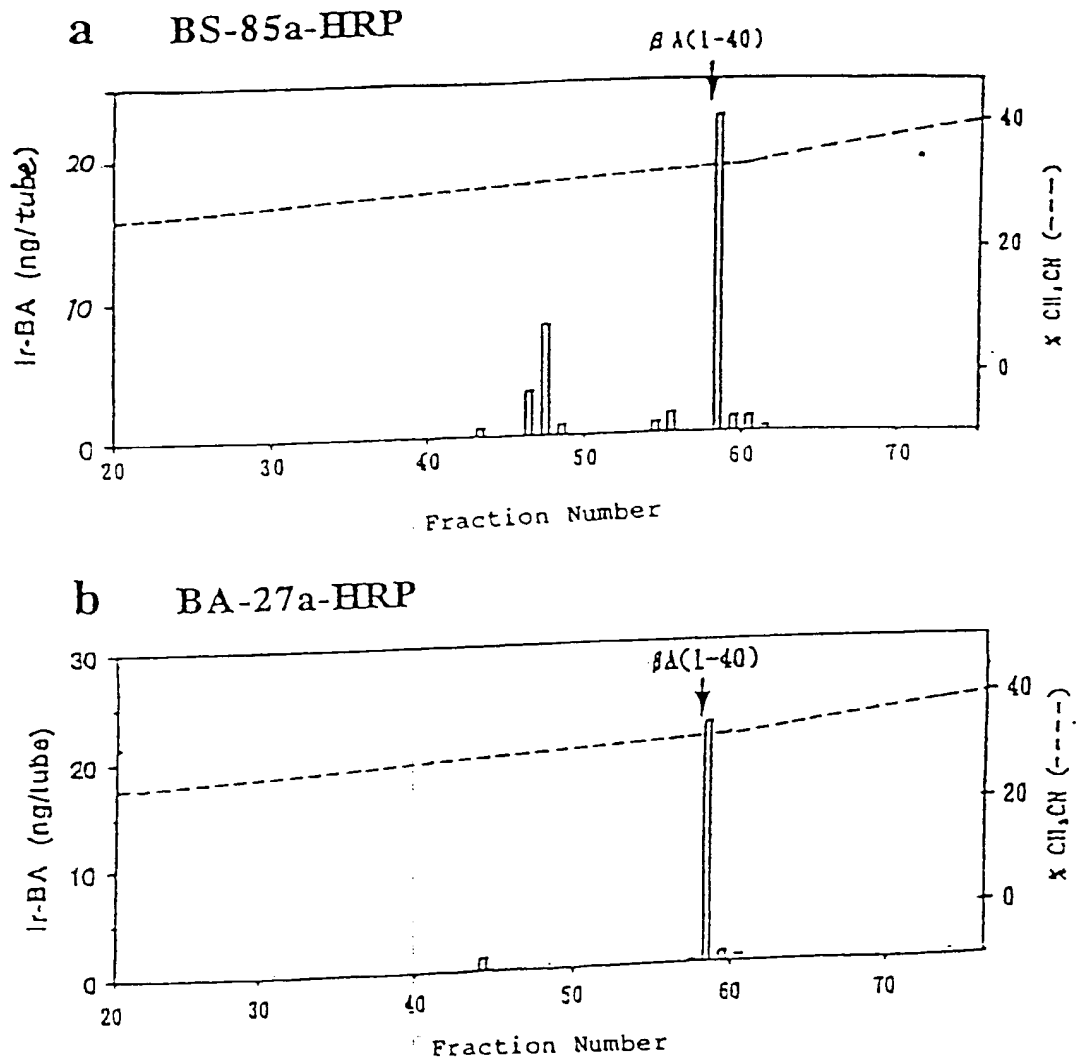 a BS-85a-HRP
β A(1-40)
Ir-BA (ng/tube)
20
10
0
40
20
0
% CH₃CN (---)
20 30 40 50 60 70
Fraction Number
b BA-27a-HRP
βA(1-40)
Ir-BA (ng/tube)
30
20
10
0
40
20
0
% CH₃CN (----)
20 30 40 50 60 70
Fraction Number